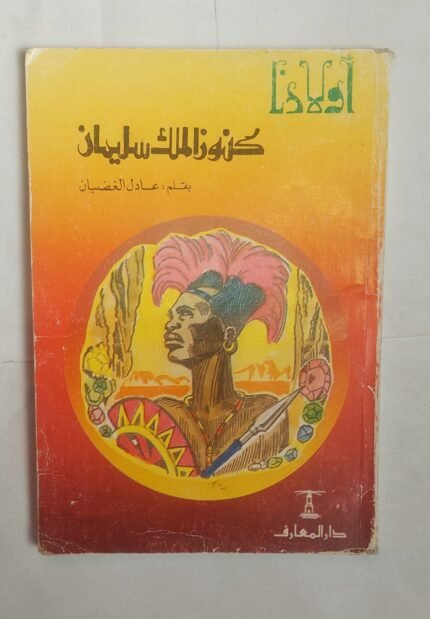 أولادنا
كنوز الملك سليمان
بقلم : عادل الغضبان
دار المعارف